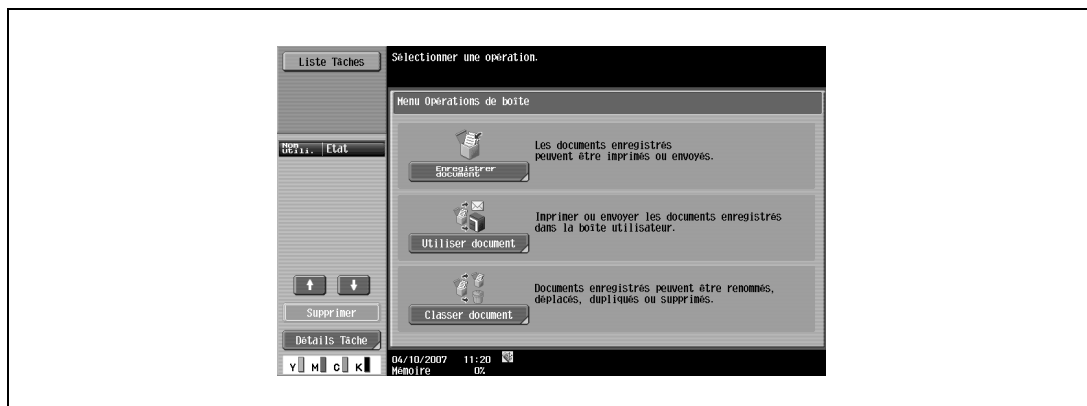 Liste Tâches
Sélectionner une opération.
Menu Opérations de boîte
Nom Utili.
Etat
Les documents enregistrés
peuvent être imprimés ou envoyés.
Enregistrer
document
Imprimer ou envoyer les documents enregistrés
dans la boîte utilisateur.
Utiliser document
Documents enregistrés peuvent être renommés,
déplacés, dupliqués ou supprimés.
Classer document
Supprimer
Détails Tâche
Y M C K
04/10/2007 11:20
Mémoire 0%